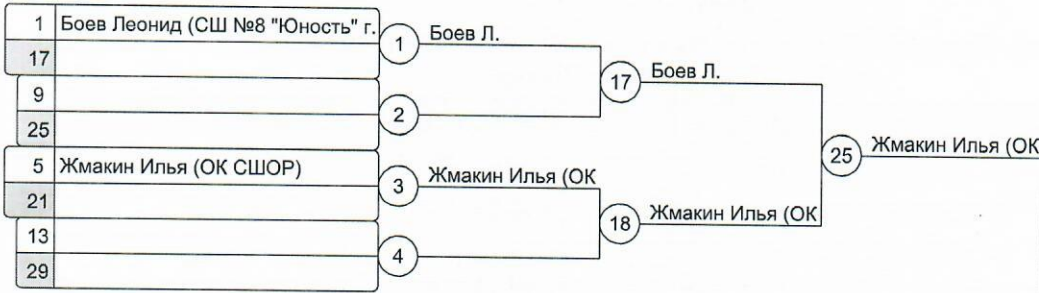 1 Боев Леонид (СШ №8 "Юность" г.
17
1 Боев Л.
9
25
2
17 Боев Л.
5 Жмакин Илья (ОК СШОР)
21
3 Жмакин Илья (ОК
13
29
4
18 Жмакин Илья (ОК
25 Жмакин Илья (ОК